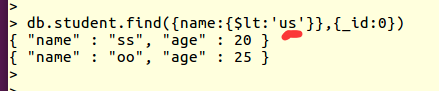 >
> db.student.find({name:{$lt:'us'}},{_id:0})
{ "name" : "ss", "age" : 20 }
{ "name" : "oo", "age" : 25 }
>
>